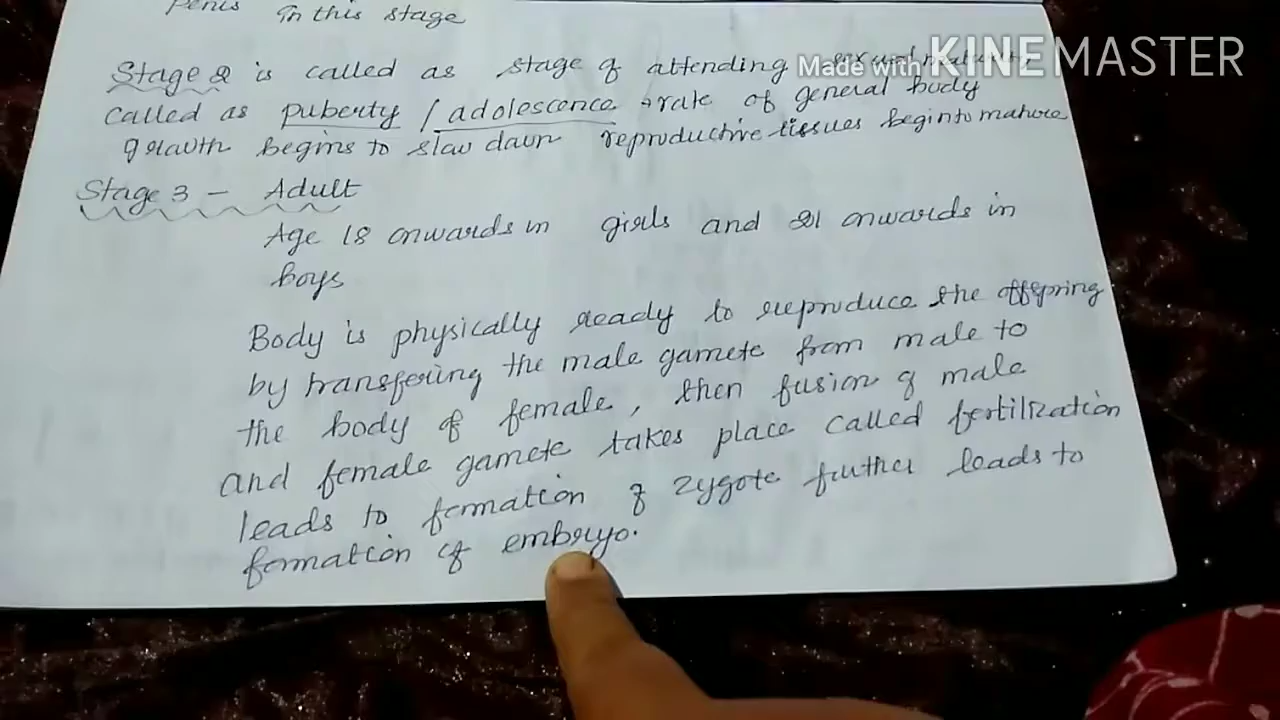 Penis in this stage
Stage 2 is called as stage of attending
called as puberty / adolescence rate of general body
growth begins to slow down reproductive tissues begin to mature
Stage 3 - Adult
Age 18 onwards in girls and 21 onwards in
boys
Body is physically ready to reproduce the offspring
by transfering the male gamete from male to
the body of female, then fusion of male
and female gamete takes place called fertilization
leads to formation of zygote further leads to
formation of embryo.
Made with KINEMASTER